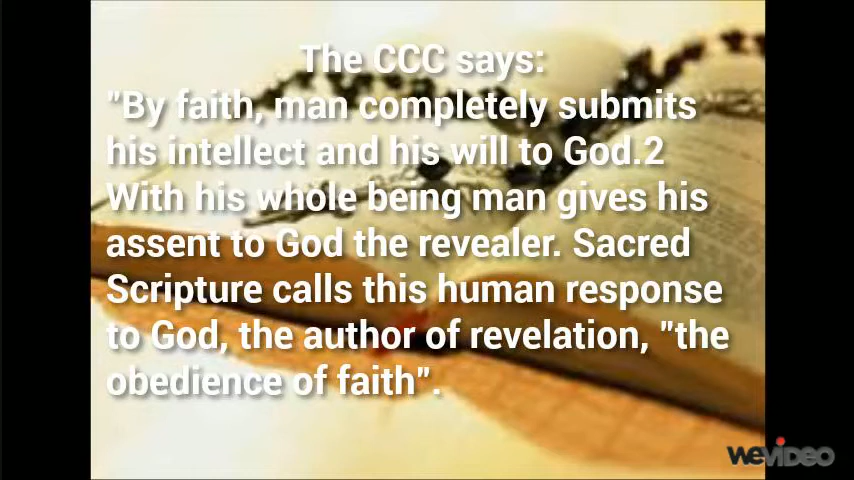 The CCC says:
"By faith, man completely submits
his intellect and his will to God.2
With his whole being man gives his
assent to God the revealer. Sacred
Scripture calls this human response
to God, the author of revelation, "the
obedience of faith".
WEVIDEO